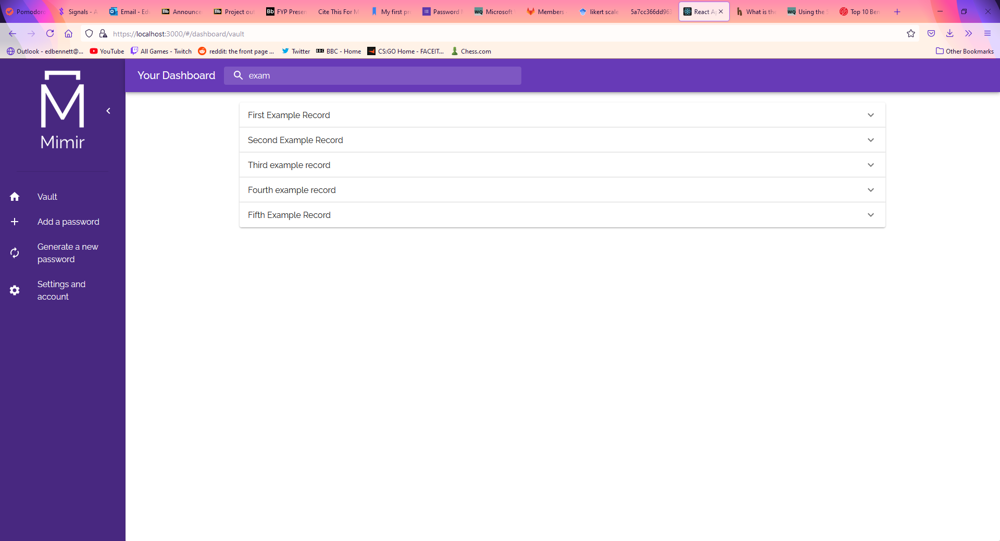 Pomodoro Signals - A Email - Edu Announce Project out FYP Presen Cite This For M My first pr Password Microsoft Members likert scale 5a7cc366dd963 React Ap What is the Using the S Top 10 Ben
https://localhost:3000/#/dashboard/vault
Outlook - edbennett@... YouTube All Games - Twitch reddit: the front page ... Twitter BBC - Home CS:GO Home - FACEIT... Chess.com Other Bookmarks
Your Dashboard exam
M
Mimir
First Example Record
Second Example Record
Third example record
Fourth example record
Fifth Example Record
Vault
Add a password
Generate a new
password
Settings and
account